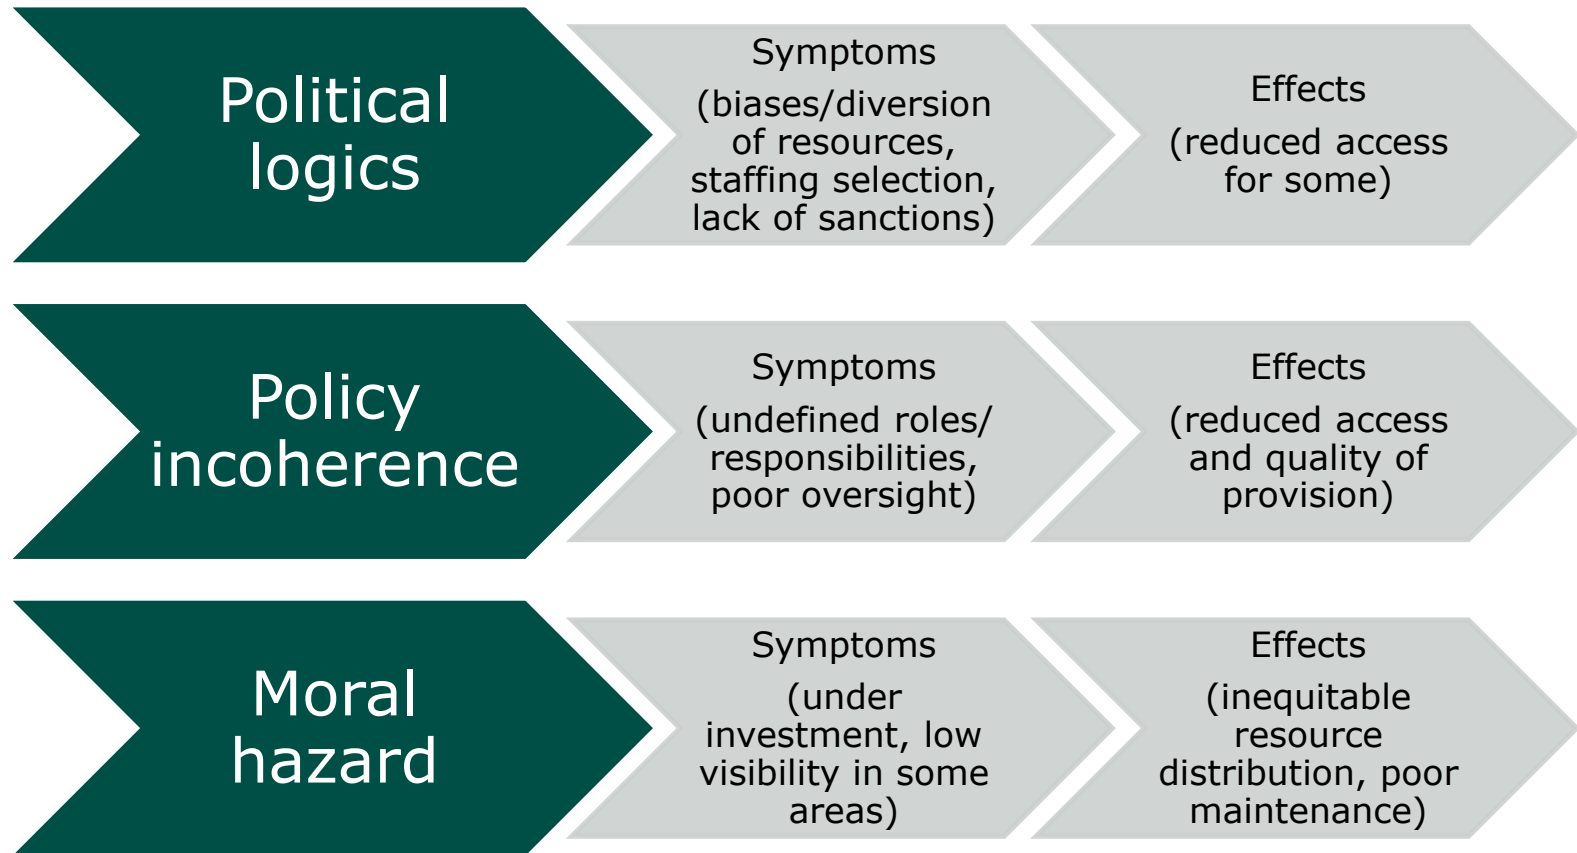 Political
logics
Symptoms
(biases/diversion
of resources,
staffing selection,
lack of sanctions)
Effects
(reduced access
for some)
Policy
incoherence
Symptoms
(undefined roles/
responsibilities,
poor oversight)
Effects
(reduced access
and quality of
provision)
Moral
hazard
Symptoms
(under
investment, low
visibility in some
areas)
Effects
(inequitable
resource
distribution, poor
maintenance)